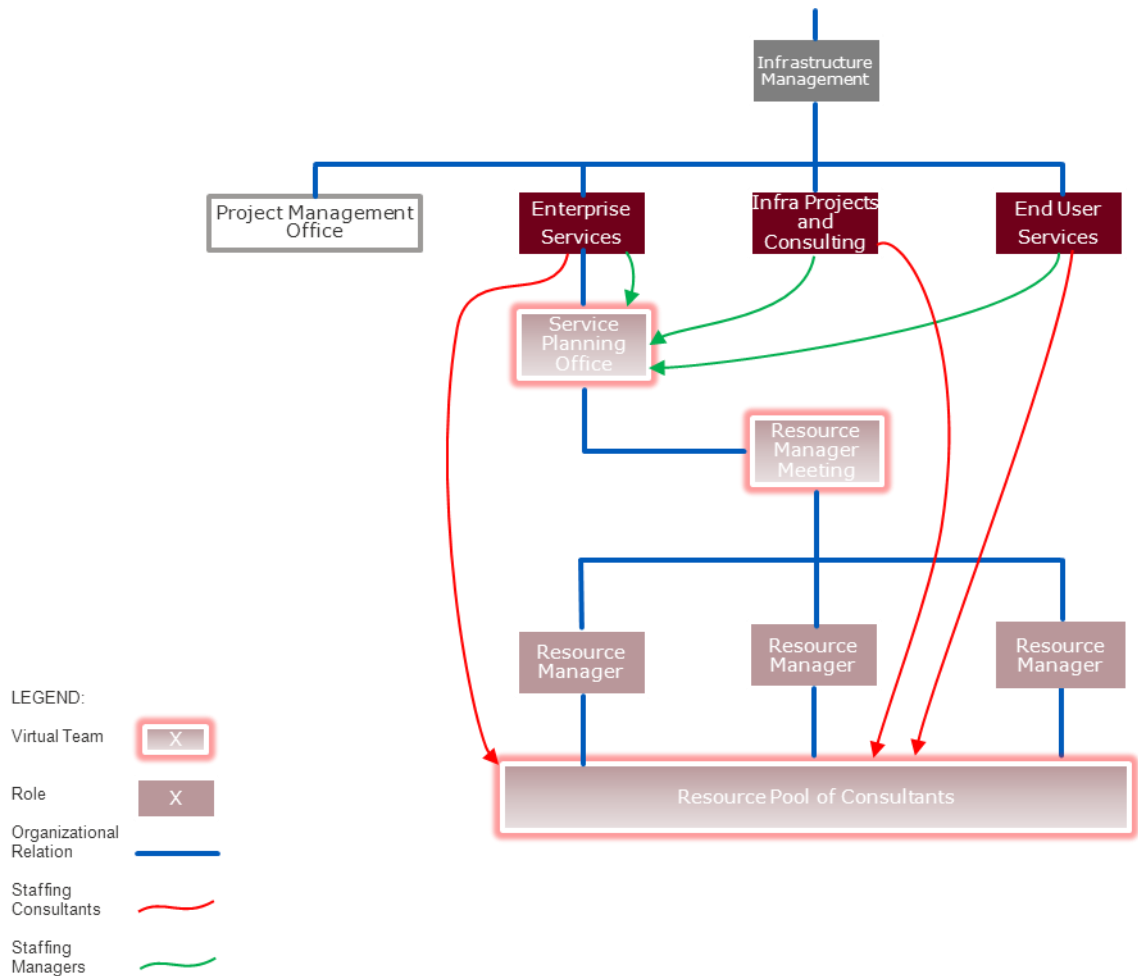 Infrastructure
Management
Project Management
Office
Enterprise
Services
Infra Projects
and
Consulting
End User
Services
Service
Planning
Office
Resource
Manager
Meeting
Resource
Manager
Resource
Manager
Resource
Manager
Resource Pool of Consultants
LEGEND:
Virtual Team
X
Role
X
Organizational
Relation
Staffing
Consultants
Staffing
Managers